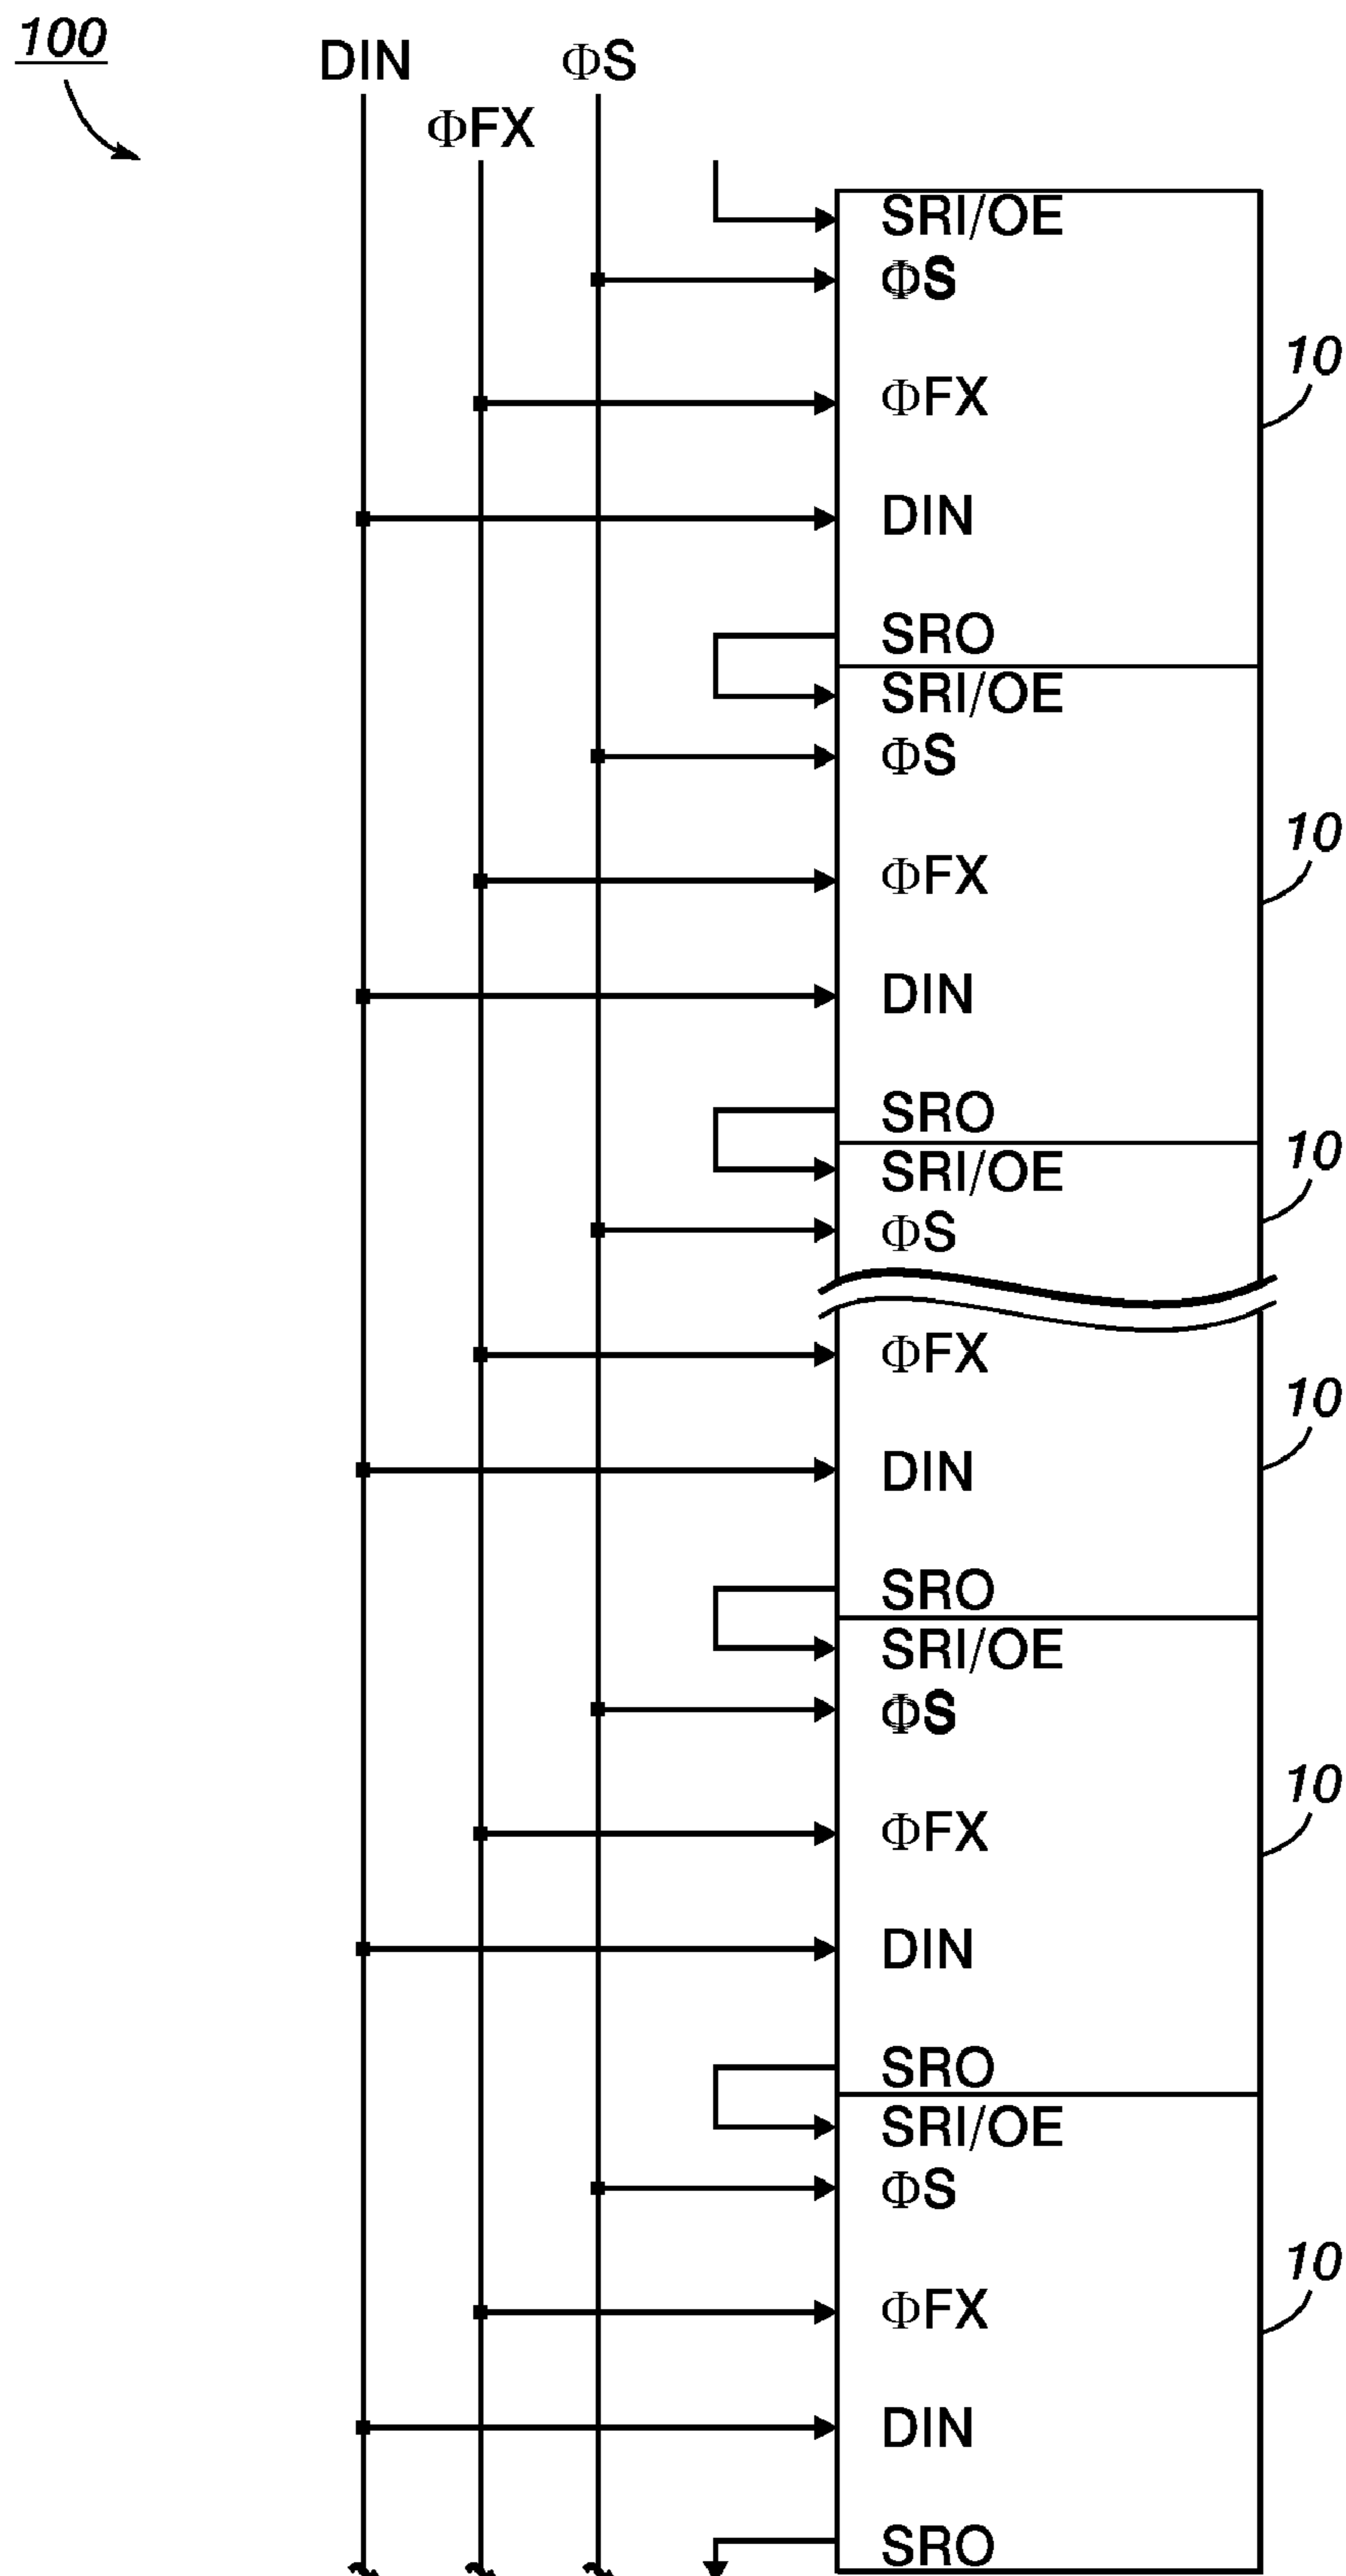 100
DIN
ΦS
ΦFX
SRI/OE
ΦS
10
ΦFX
DIN
SRO
SRI/OE
ΦS
10
ΦFX
DIN
SRO
10
SRI/OE
ΦS
ΦFX
10
DIN
SRO
SRI/OE
ΦS
10
ΦFX
DIN
SRO
SRI/OE
ΦS
10
ΦFX
DIN
SRO